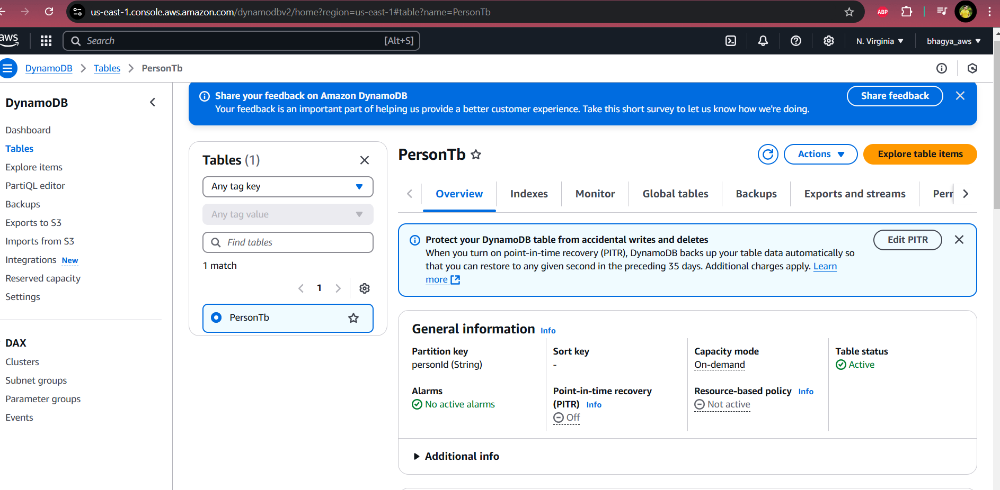 us-east-1.console.aws.amazon.com/dynamodbv2/home?region=us-east-1#table?name=PersonTb
ABP
aws
Search
[Alt+S]
N. Virginia
bhagya_aws
DynamoDB
Tables
PersonTb
DynamoDB
Dashboard
Tables
Explore items
PartiQL editor
Backups
Exports to S3
Imports from S3
Integrations New
Reserved capacity
Settings
DAX
Clusters
Subnet groups
Parameter groups
Events
Share your feedback on Amazon DynamoDB
Your feedback is an important part of helping us provide a better customer experience. Take this short survey to let us know how we're doing.
Share feedback
Tables (1)
Any tag key
Any tag value
Find tables
1 match
1
PersonTb
PersonTb
Actions
Explore table items
Overview
Indexes
Monitor
Global tables
Backups
Exports and streams
Perr
Protect your DynamoDB table from accidental writes and deletes
When you turn on point-in-time recovery (PITR), DynamoDB backs up your table data automatically so
that you can restore to any given second in the preceding 35 days. Additional charges apply. Learn
more
Edit PITR
General information Info
Partition key
personId (String)
Sort key
-
Capacity mode
On-demand
Table status
Active
Alarms
No active alarms
Point-in-time recovery
(PITR) Info
Off
Resource-based policy Info
Not active
Additional info